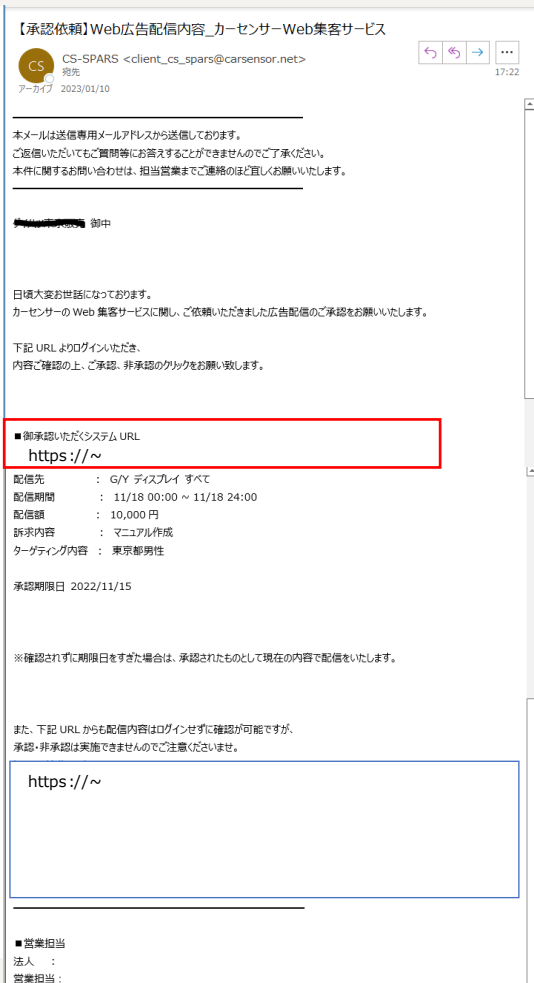 【承認依頼】Web広告配信内容_カーセンサーWeb集客サービス
CS
CS-SPARS <client_cs_spars@carsensor.net>
宛先
17:22
アーカイブ 2023/01/10
本メールは送信専用メールアドレスから送信しております。
ご返信いただいてもご質問等にお答えすることができませんのでご了承ください。
本件に関するお問い合わせは、担当営業までご連絡のほど宜しくお願いいたします。
御中
日頃大変お世話になっております。
カーセンサーの Web 集客サービスに関し、ご依頼いただきました広告配信のご承認をお願いいたします。
下記 URL よりログインいただき、
内容ご確認の上、ご承認、非承認のクリックをお願い致します。
■御承認いただくシステム URL
https://~
配信先 : G/Y ディスプレイ すべて
配信期間 : 11/18 00:00 ~ 11/18 24:00
配信額 : 10,000 円
訴求内容 : マニュアル作成
ターゲティング内容 : 東京都男性
承認期限日 2022/11/15
※確認されずに期限日をすぎた場合は、承認されたものとして現在の内容で配信をいたします。
また、下記 URL からも配信内容はログインせずに確認が可能ですが、
承認・非承認は実施できませんのでご注意くださいませ。
https://~
■営業担当
法人 :
営業担当 :